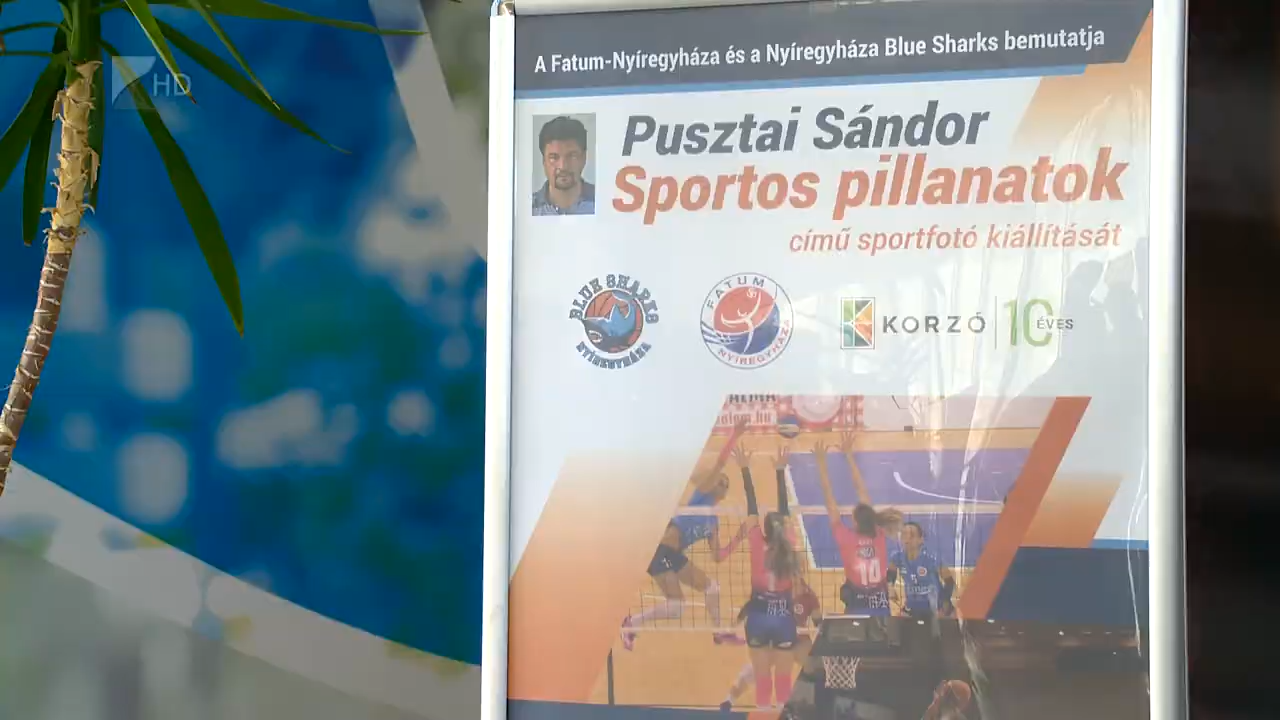 HD
A Fatum-Nyíregyháza és a Nyíregyháza Blue Sharks bemutatja
Pusztai Sándor
Sportos pillanatok
című sportfotó kiállítását
BLUE SHARKS
NYÍREGYHÁZA
FATUM
NYÍREGYHÁZA
KORZÓ
10 ÉVES
10